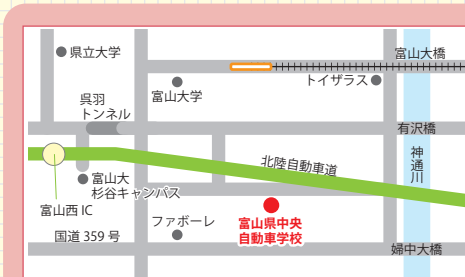 富山大橋
県立大学
トイザラス
富山大学
呉羽
トンネル
有沢橋
神通川
北陸自動車道
富山大
杉谷キャンパス
富山西 IC
ファボーレ
富山県中央
自動車学校
国道 359 号
婦中大橋